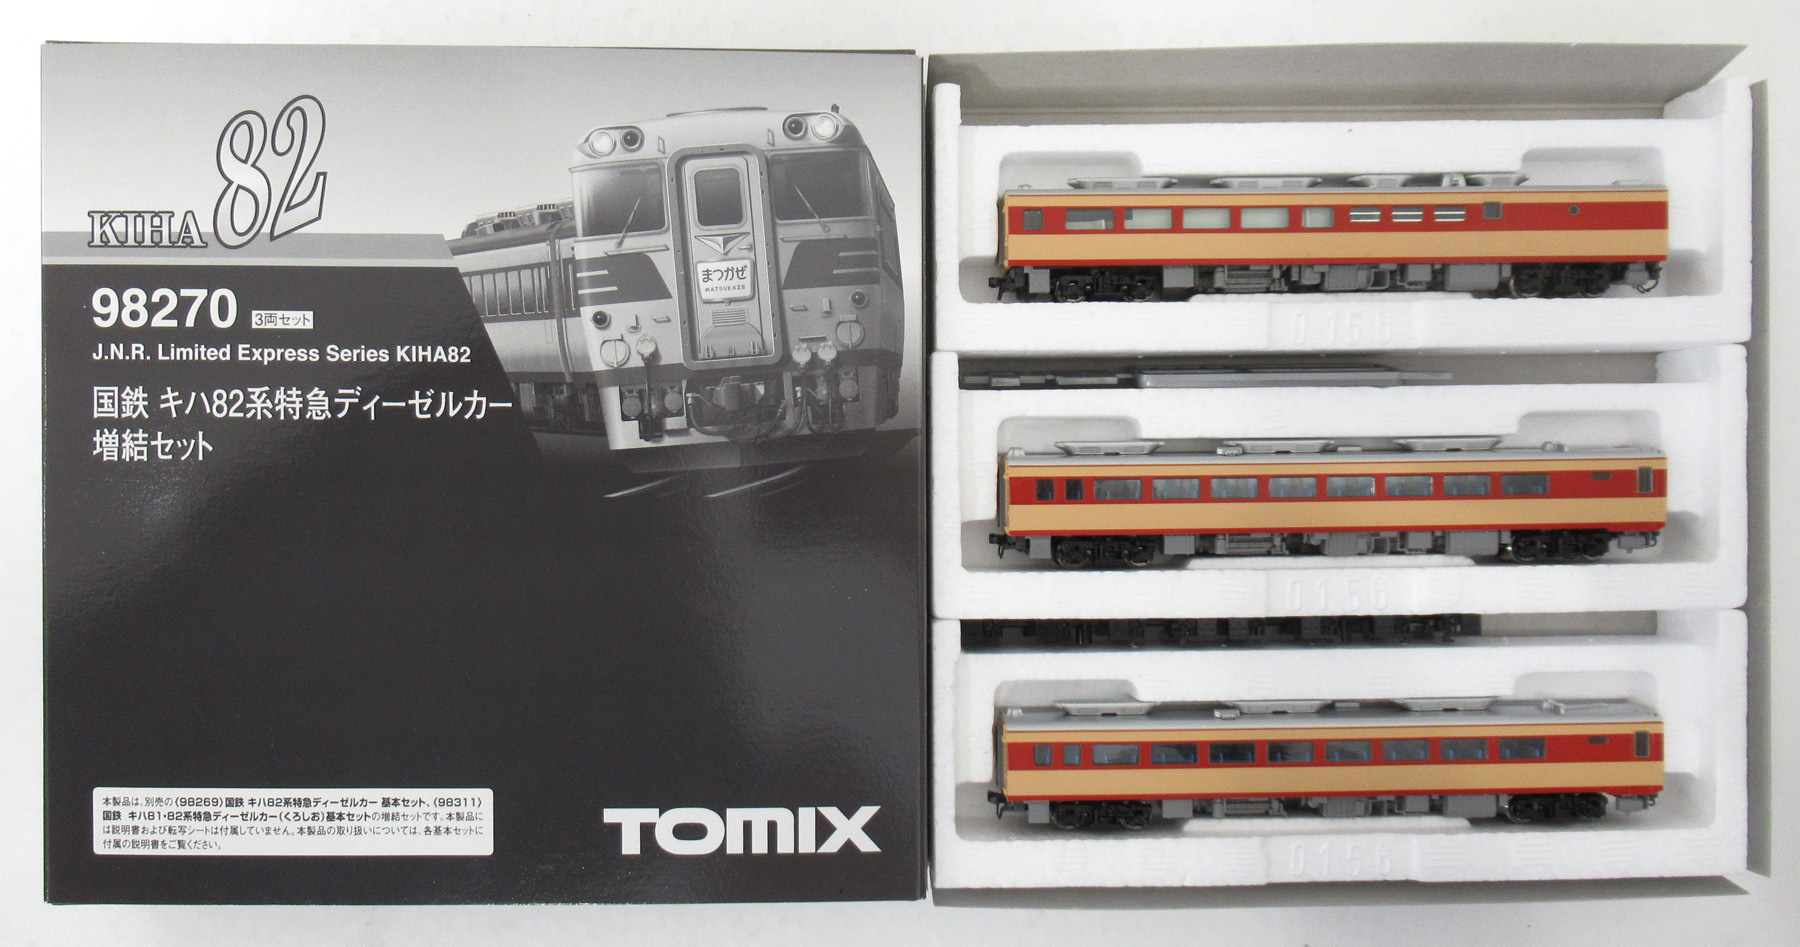 KIHA 82
98270 3両セット
J.N.R. Limited Express Series KIHA82
国鉄 キハ82系特急ディーゼルカー
増結セット
まつかぜ
MATSUKAZE
本製品は、別売の〈98269〉国鉄 キハ82系特急ディーゼルカー 基本セット、〈98311〉
国鉄 キハ81・82系特急ディーゼルカー(くろしお)基本セットの増結セットです。本製品に
は説明書および転写シートは付属していません。本製品の取り扱いについては、各基本セットに
付属の説明書をご覧ください。
TOMIX
0156
0156
0156